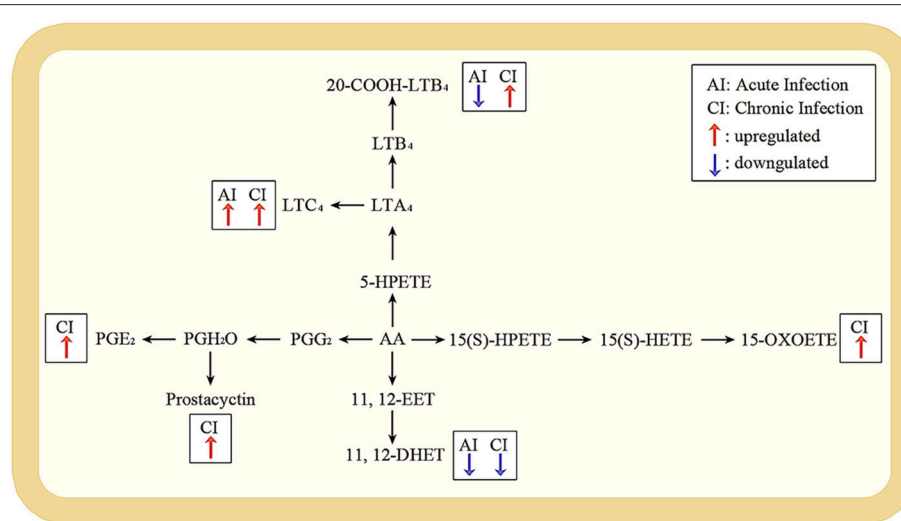 20-COOH-LTB₄
AI CI
LTB₄
AI CI
LTC₄
LTA₄
5-HPETE
CI
PGE₂
PGH₂O
PGG₂
AA
15(S)-HPETE
15(S)-HETE
15-OXOETE
CI
Prostacyctin
CI
11, 12-EET
11, 12-DHET
AI CI
AI: Acute Infection
CI: Chronic Infection
: upregulated
: downgulated